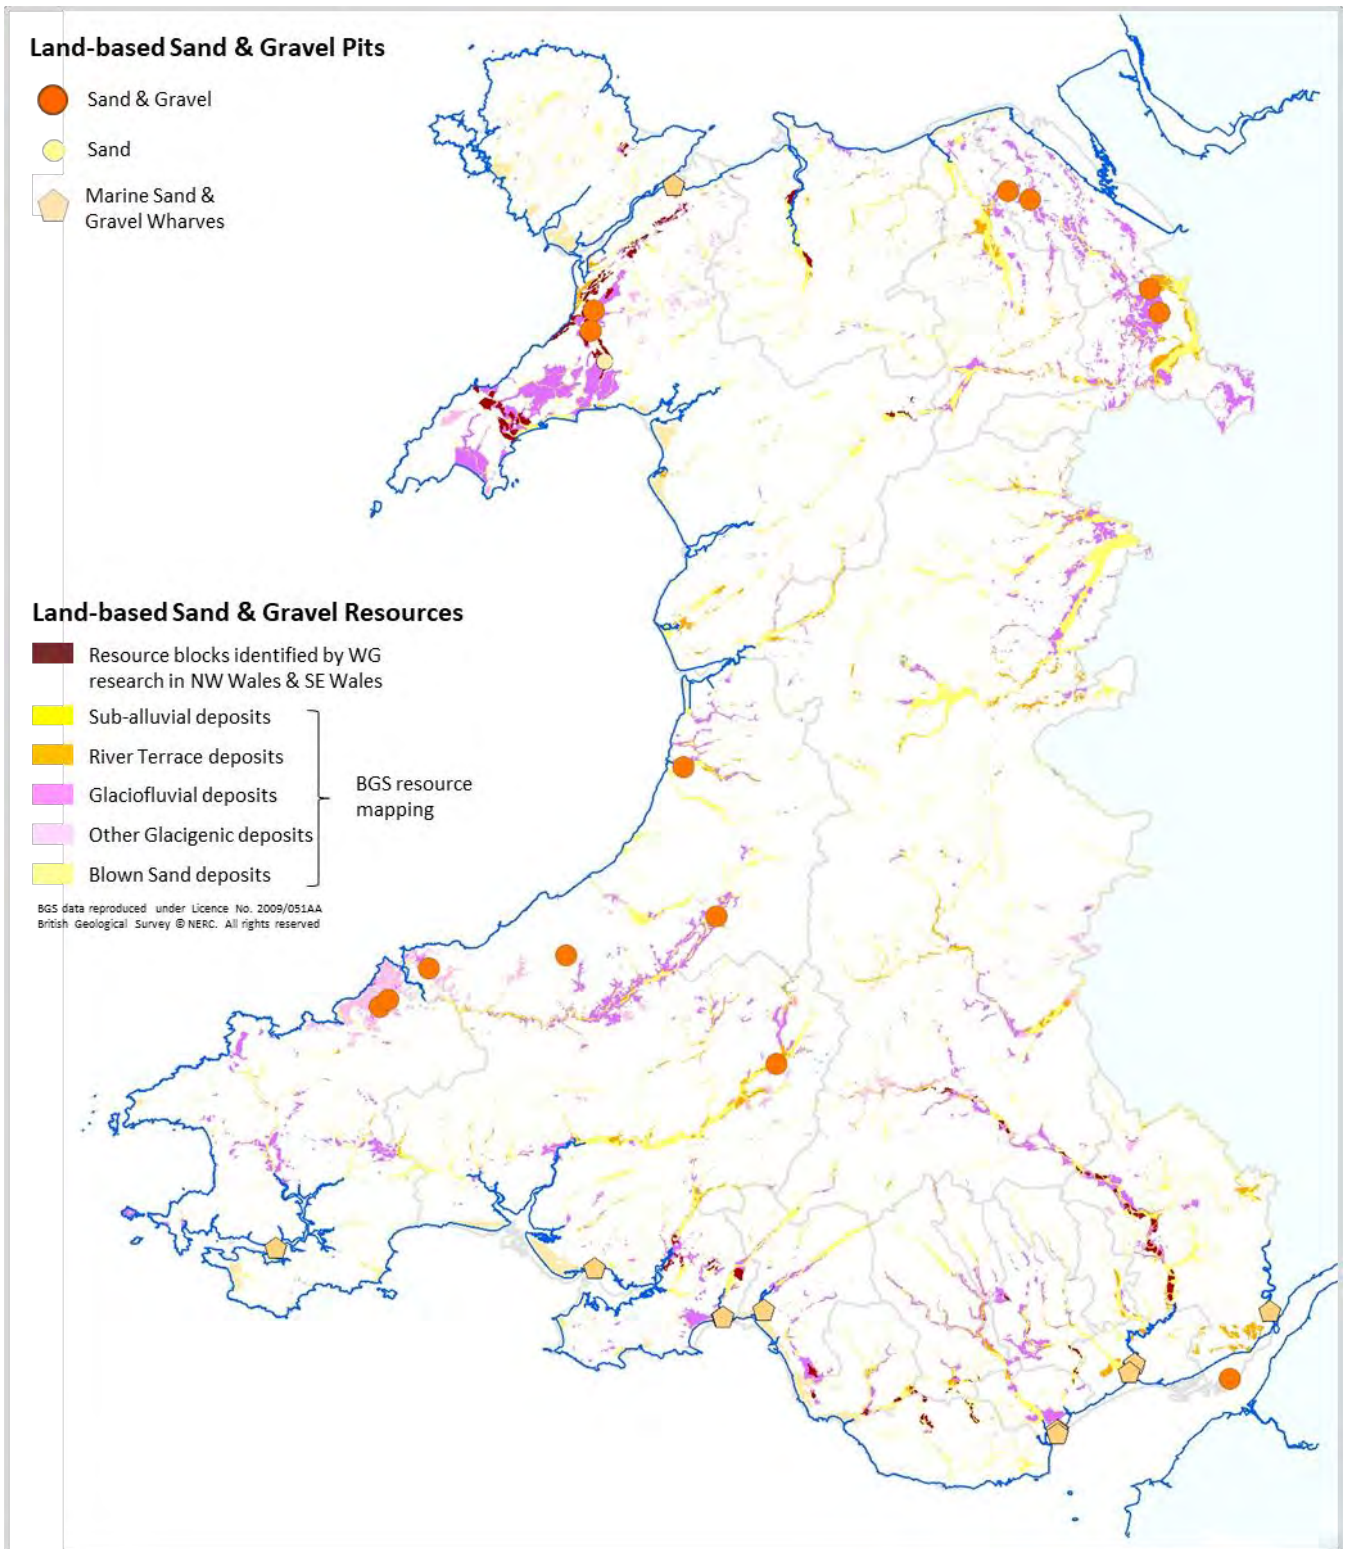 Land-based Sand & Gravel Pits
Sand & Gravel
Sand
Marine Sand &
Gravel Wharves
Land-based Sand & Gravel Resources
Resource blocks identified by WG
research in NW Wales & SE Wales
Sub-alluvial deposits
River Terrace deposits
Glaciofluvial deposits
Other Glacigenic deposits
Blown Sand deposits
BGS resource
mapping
BGS data reproduced under Licence No. 2009/051AA
British Geological Survey © NERC. All rights reserved